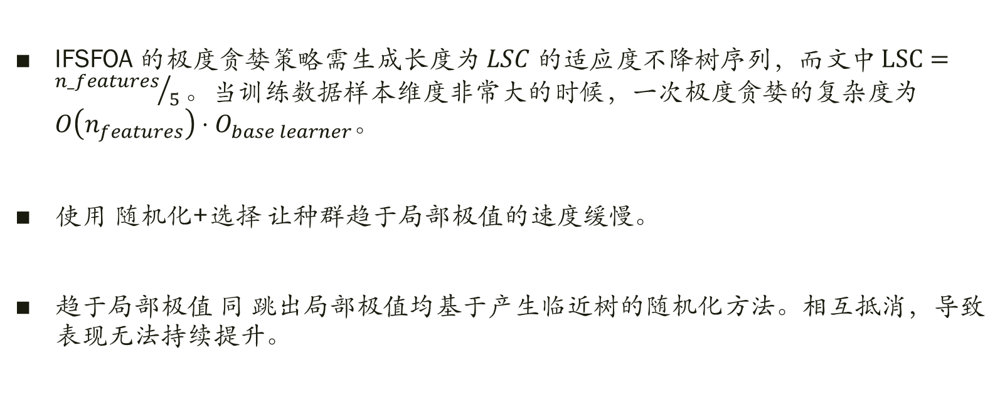 ■ IFSFOA 的极度贪婪策略需生成长度为 LSC 的适应度不降树序列，而文中 LSC =
n_features/5 。当训练数据样本维度非常大的时候，一次极度贪婪的复杂度为
O(n_features) · O_base learner。
■ 使用 随机化+选择 让种群趋于局部极值的速度缓慢。
■ 趋于局部极值 同 跳出局部极值均基于产生临近树的随机化方法。相互抵消，导致
表现无法持续提升。